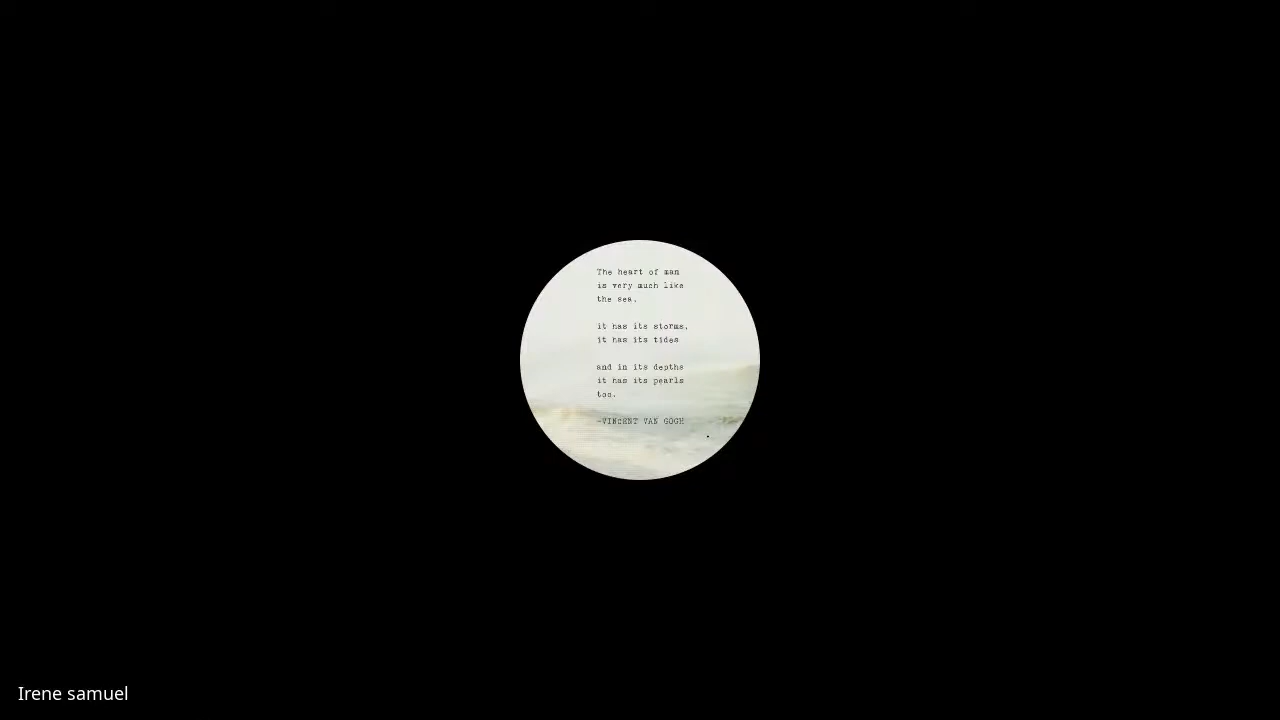 The heart of man
is very much like
the sea.
it has its storms,
it has its tides
and in its depths
it has its pearls
too.
-VINCENT VAN GOGH
Irene samuel